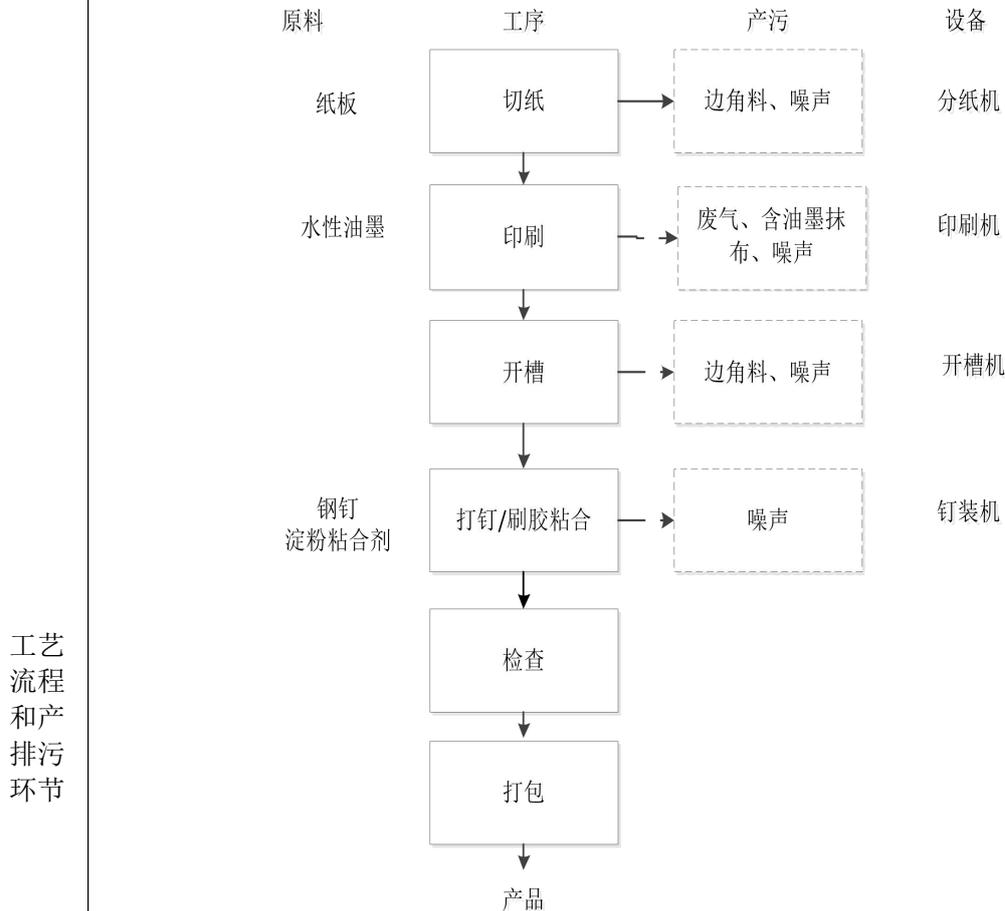 原料 工序 产污 设备
纸板 切纸 边角料、噪声 分纸机
水性油墨 印刷 废气、含油墨抹
布、噪声 印刷机
开槽 边角料、噪声 开槽机
钢钉
淀粉粘合剂 打钉/刷胶粘合 噪声 钉装机
检查
打包
产品
工艺
流程
和产
排污
环节